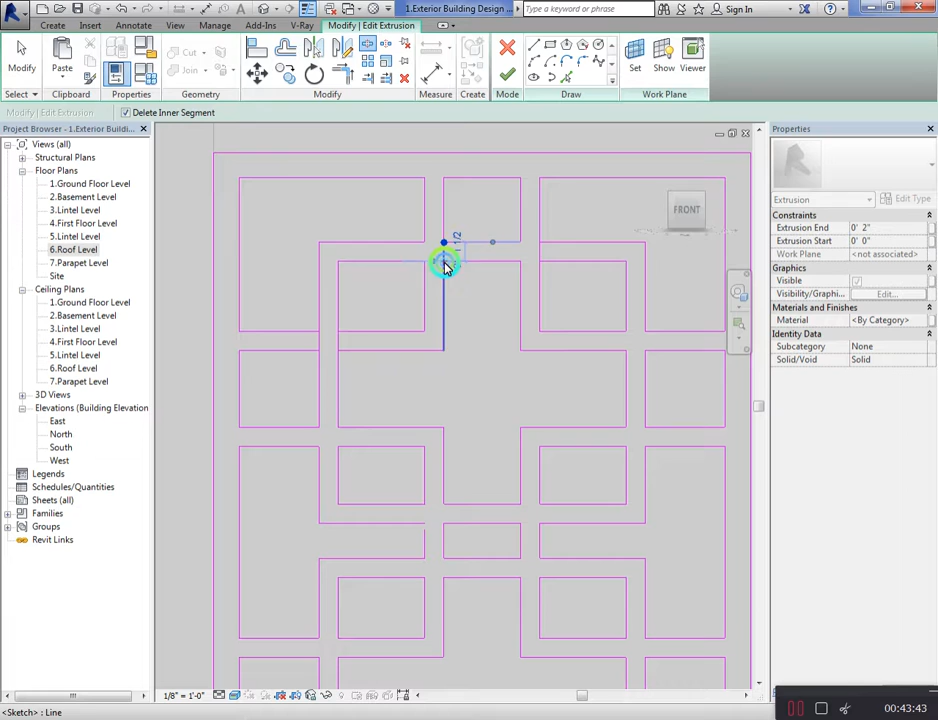 1.Exterior Building Design ...
Type a keyword or phrase
Sign In
Create
Insert
Annotate
View
Manage
Add-Ins
V-Ray
Modify | Edit Extrusion
Modify
Paste
Cut
Join
Set
Show
Viewer
Select
Clipboard
Properties
Geometry
Modify
Measure
Create
Mode
Draw
Work Plane
Modify | Edit Extrusion
Delete Inner Segment
Project Browser - 1.Exterior Buildi...
Views (all)
Structural Plans
Floor Plans
1.Ground Floor Level
2.Basement Level
3.Lintel Level
4.First Floor Level
5.Lintel Level
6.Roof Level
7.Parapet Level
Site
Ceiling Plans
1.Ground Floor Level
2.Basement Level
3.Lintel Level
4.First Floor Level
5.Lintel Level
6.Roof Level
7.Parapet Level
3D Views
Elevations (Building Elevation
East
North
South
West
Legends
Schedules/Quantities
Sheets (all)
Families
Groups
Revit Links
FRONT
1/8" = 1'-0"
Properties
Extrusion
Edit Type
Constraints
Extrusion End 0' 2"
Extrusion Start 0' 0"
Work Plane <not associated>
Graphics
Visible
Visibility/Graphi... Edit...
Materials and Finishes
Material <By Category>
Identity Data
Subcategory None
Solid/Void Solid
<Sketch> : Line
00:43:43